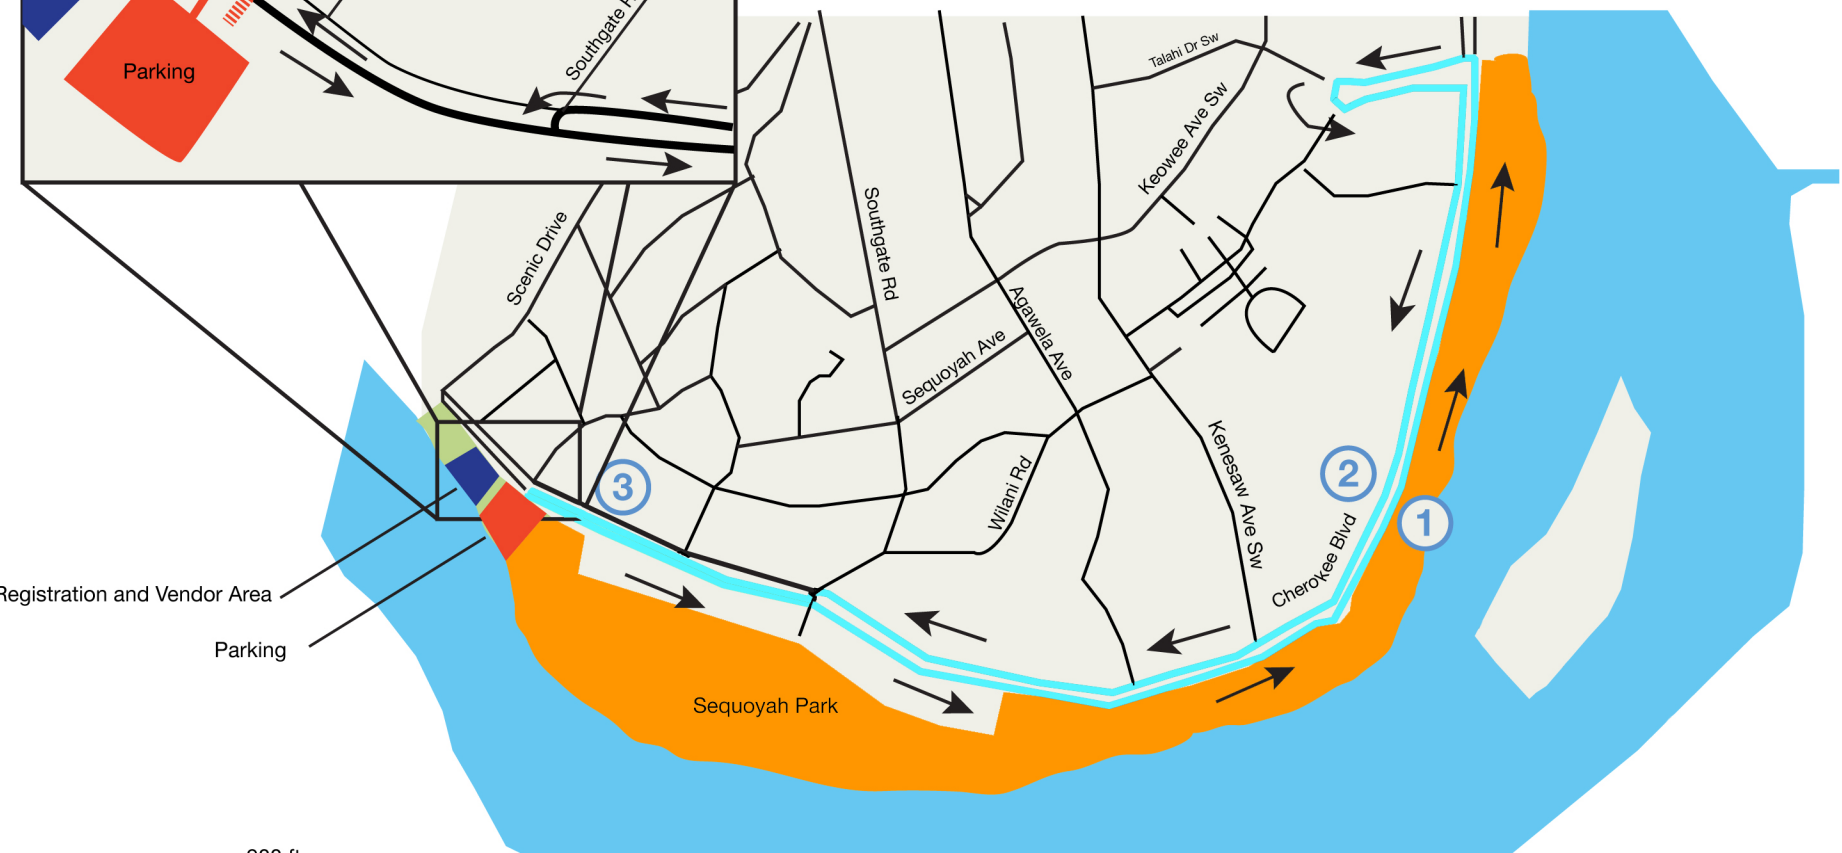 Parking
Southgate
Talahi Dr Sw
Keowee Ave Sw
Scenic Drive
Southgate Rd
Agawela Ave
Sequoyah Ave
Kenesaw Ave Sw
Wilani Rd
3
2
1
Cherokee Blvd
Registration and Vendor Area
Parking
Sequoyah Park